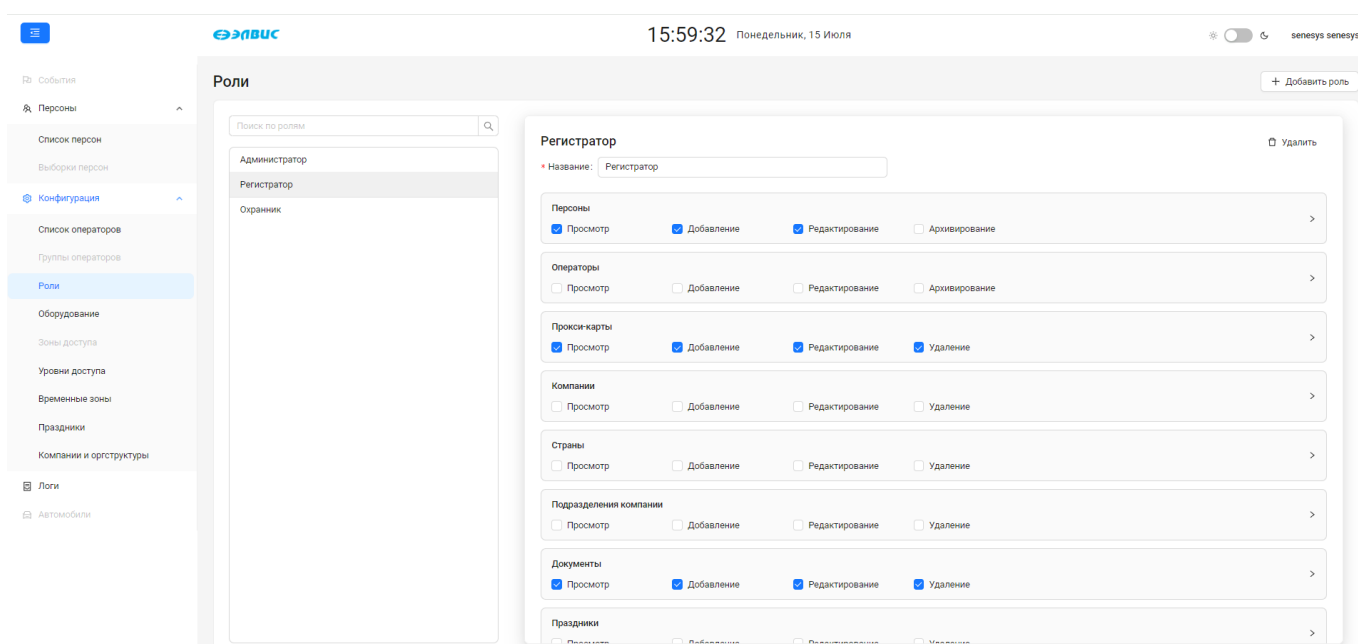 ЭЛВИС
15:59:32 Понедельник, 15 Июля
senesys senesys
События
Персоны
Список персон
Выборки персон
Конфигурация
Список операторов
Группы операторов
Роли
Оборудование
Зоны доступа
Уровни доступа
Временные зоны
Праздники
Компании и оргструктуры
Логи
Автомобили
Роли
+ Добавить роль
Поиск по ролям
Администратор
Регистратор
Охранник
Регистратор
Удалить
* Название: Регистратор
Персоны
Просмотр Добавление Редактирование Архивирование
Операторы
Просмотр Добавление Редактирование Архивирование
Прокси-карты
Просмотр Добавление Редактирование Удаление
Компании
Просмотр Добавление Редактирование Удаление
Страны
Просмотр Добавление Редактирование Удаление
Подразделения компании
Просмотр Добавление Редактирование Удаление
Документы
Просмотр Добавление Редактирование Удаление
Праздники
Просмотр Добавление Редактирование Удаление